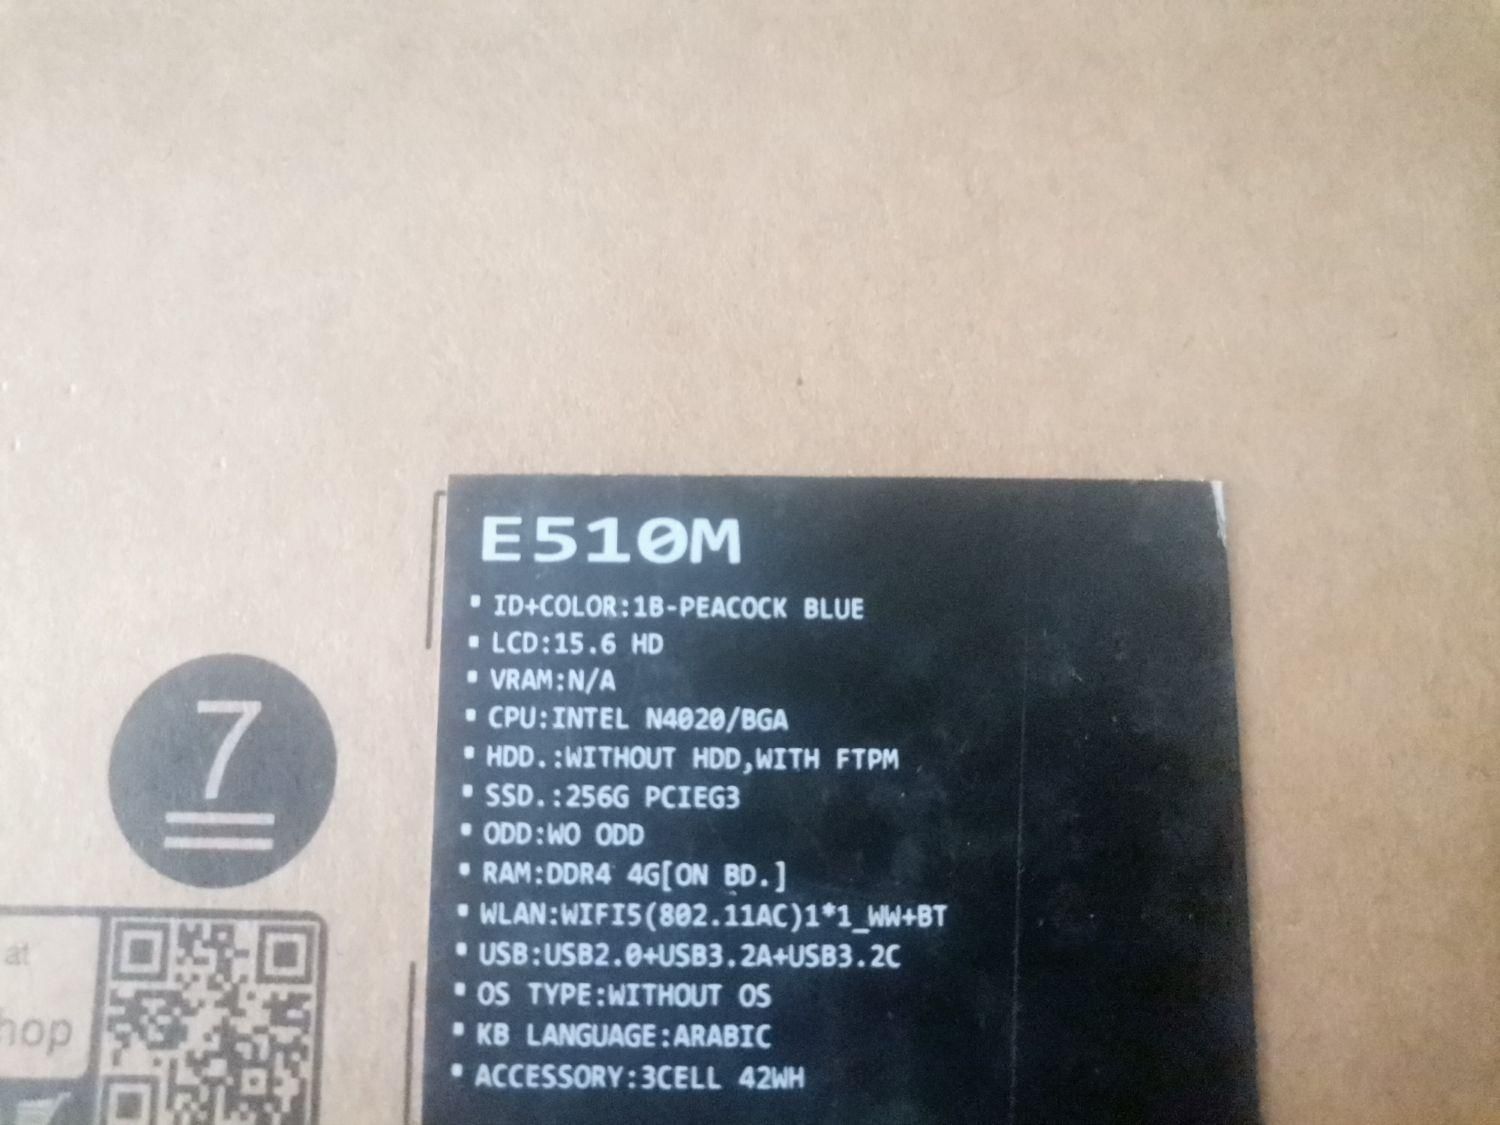 E510M
▪ ID+COLOR:1B-PEACOCK BLUE
▪ LCD:15.6 HD
▪ VRAM:N/A
▪ CPU:INTEL N4020/BGA
▪ HDD.:WITHOUT HDD,WITH FTPM
▪ SSD.:256G PCIEG3
▪ ODD:WO ODD
▪ RAM:DDR4 4G[ON BD.]
▪ WLAN:WIFI5(802.11AC)1*1_WW+BT
▪ USB:USB2.0+USB3.2A+USB3.2C
▪ OS TYPE:WITHOUT OS
▪ KB LANGUAGE:ARABIC
▪ ACCESSORY:3CELL 42WH
7
at
hop